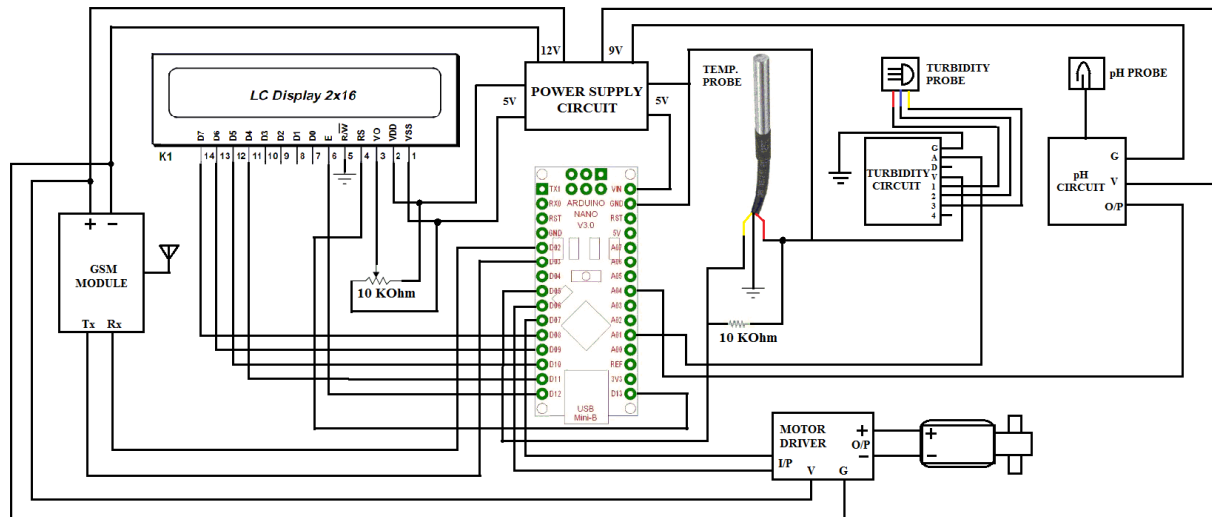 12V
9V
LC Display 2x16
5V
POWER SUPPLY
CIRCUIT
5V
TEMP.
PROBE
TURBIDITY
PROBE
pH PROBE
D7 D6 D5 D4 D3 D2 D1 D0 E R/W RS VO VDD VSS
K1
14 13 12 11 10 9 8 7 6 5 4 3 2 1
G
A
D
V
1
2
3
4
TURBIDITY
CIRCUIT
G
V
O/P
pH
CIRCUIT
+ −
GSM
MODULE
Tx Rx
10 KOhm
TX1 VIN
RX0 ARDUINO GND
RST NANO RST
GND V3.0 5V
D02 A07
D03 A06
D04 A05
D05 A04
D06 A03
D07 A02
D08 A01
D09 A00
D10 REF
D11 3V3
D12 D13
USB
Mini-B
10 KOhm
MOTOR
DRIVER
+
O/P
−
I/P
V G
+
−